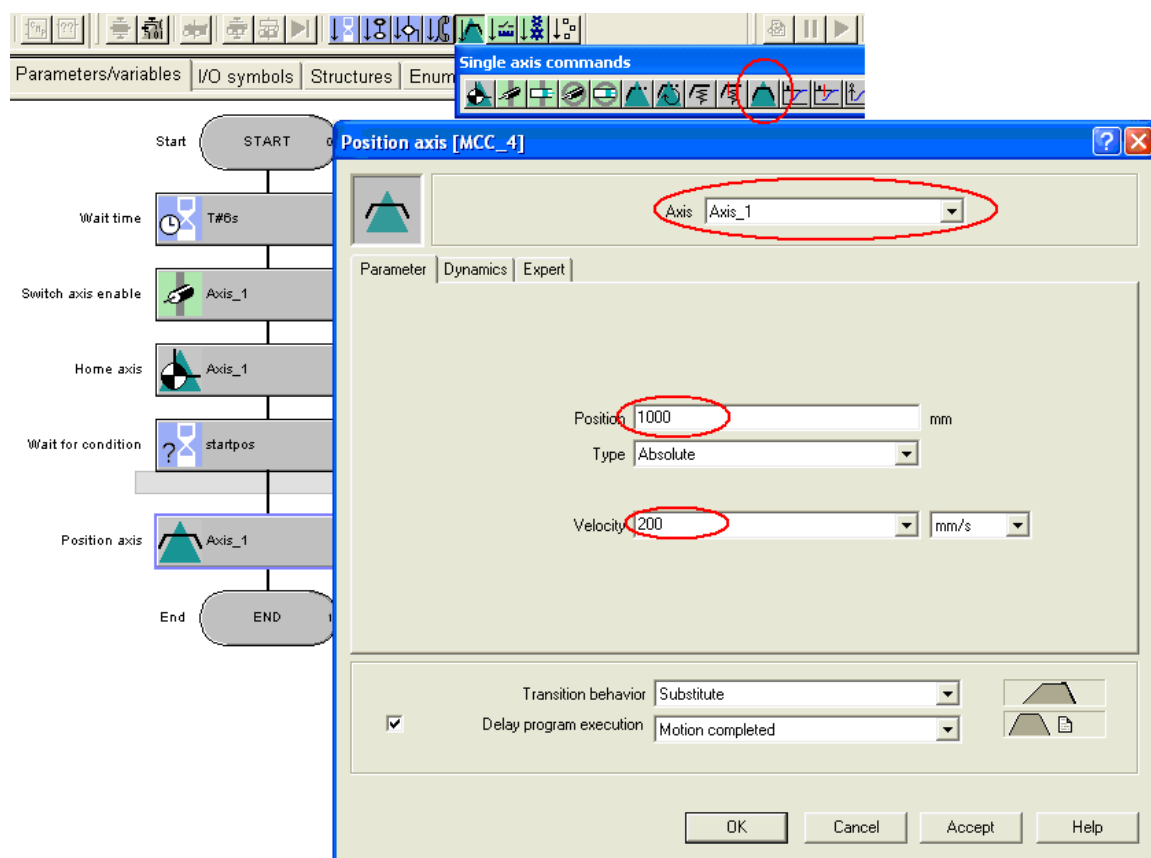 Single axis commands
Parameters/variables I/O symbols Structures Enum
Start START 0
Wait time T#6s
Switch axis enable Axis_1
Home axis Axis_1
Wait for condition startpos
Position axis Axis_1
End END 1
Position axis [MCC_4]
Axis Axis_1
Parameter Dynamics Expert
Position 1000 mm
Type Absolute
Velocity 200 mm/s
Transition behavior Substitute
Delay program execution Motion completed
OK Cancel Accept Help